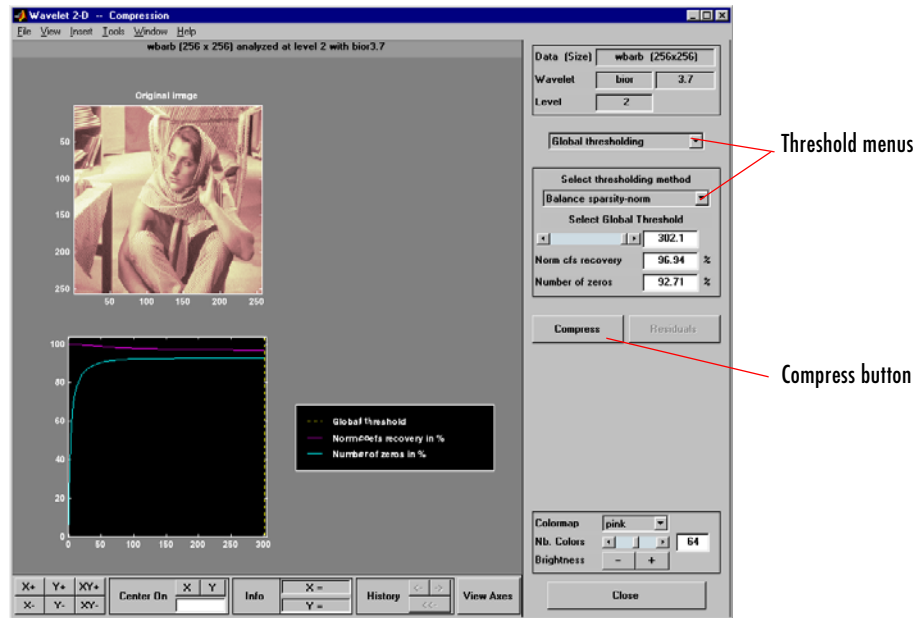 Wavelet 2-D -- Compression
File View Insert Tools Window Help
wbarb (256 x 256) analyzed at level 2 with bior3.7
Original Image
50
100
150
200
250
50 100 150 200 250
100
80
60
40
20
0
0 50 100 150 200 250 300
Global threshold
Norm coefs recovery in %
Number of zeros in %
Data (Size) wbarb (256x256)
Wavelet bior 3.7
Level 2
Global thresholding
Select thresholding method
Balance sparsity-norm
Select Global Threshold
302.1
Norm cfs recovery 96.94 %
Number of zeros 92.71 %
Compress Residuals
Colormap pink
Nb. Colors 64
Brightness - +
Close
X+ Y+ XY+
X- Y- XY-
Center On X Y
Info X =
Y =
History <- ->
<<-
View Axes
Threshold menus
Compress button